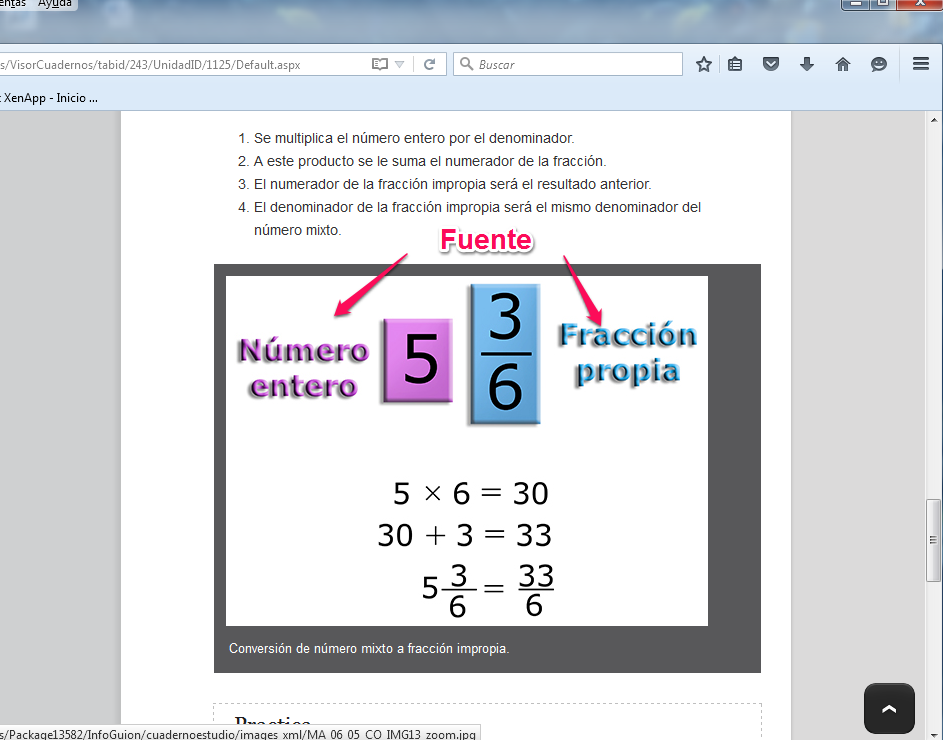 Ayuda
s/VisorCuadernos/tabid/243/UnidadID/1125/Default.aspx
Buscar
XenApp - Inicio ...
1. Se multiplica el número entero por el denominador.
2. A este producto se le suma el numerador de la fracción.
3. El numerador de la fracción impropia será el resultado anterior.
4. El denominador de la fracción impropia será el mismo denominador del
número mixto.
Fuente
Número
entero
5
3
6
Fracción
propia
5 × 6 = 30
30 + 3 = 33
5 3/6 = 33/6
Conversión de número mixto a fracción impropia.
s/Package13582/InfoGuion/cuadernoestudio/images_xml/MA_06_05_CO_IMG13_zoom.jpg